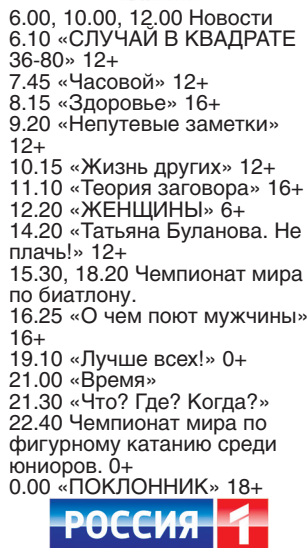 6.00, 10.00, 12.00 Новости
6.10 «СЛУЧАЙ В КВАДРАТЕ
36-80» 12+
7.45 «Часовой» 12+
8.15 «Здоровье» 16+
9.20 «Непутевые заметки»
12+
10.15 «Жизнь других» 12+
11.10 «Теория заговора» 16+
12.20 «ЖЕНЩИНЫ» 6+
14.20 «Татьяна Буланова. Не
плачь!» 12+
15.30, 18.20 Чемпионат мира
по биатлону.
16.25 «О чем поют мужчины»
16+
19.10 «Лучше всех!» 0+
21.00 «Время»
21.30 «Что? Где? Когда?»
22.40 Чемпионат мира по
фигурному катанию среди
юниоров. 0+
0.00 «ПОКЛОННИК» 18+
РОССИЯ 1